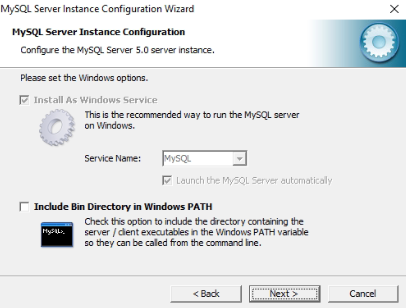 MySQL Server Instance Configuration Wizard
MySQL Server Instance Configuration
Configure the MySQL Server 5.0 server instance.
Please set the Windows options.
Install As Windows Service
This is the recommended way to run the MySQL server
on Windows.
Service Name:
MySQL
Launch the MySQL Server automatically
Include Bin Directory in Windows PATH
Check this option to include the directory containing the
server / client executables in the Windows PATH variable
so they can be called from the command line.
MySQL>_
< Back
Next >
Cancel